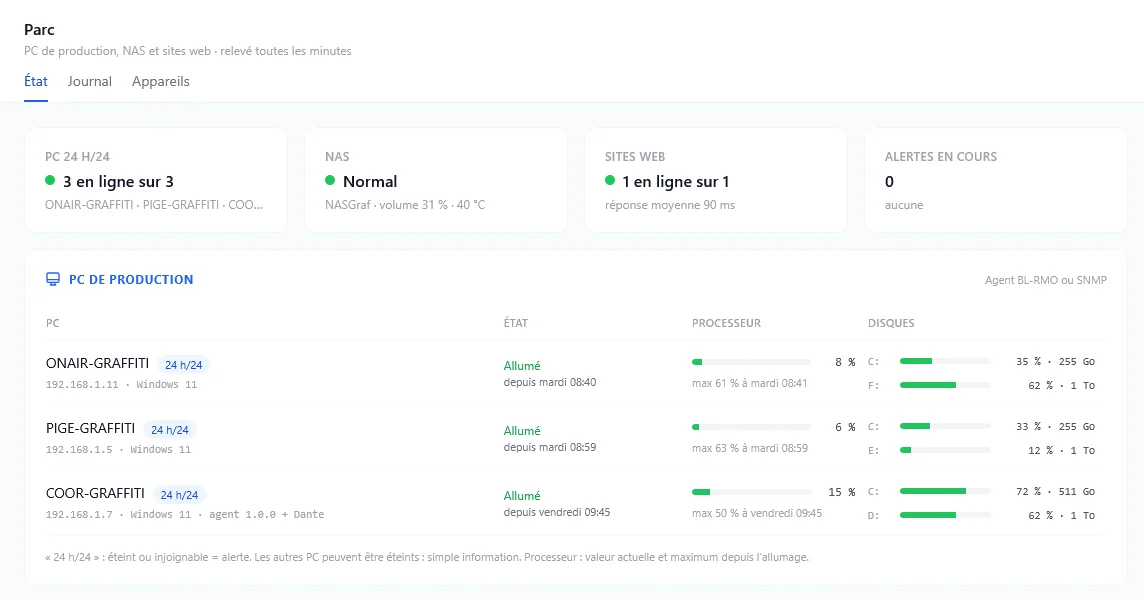 Parc
PC de production, NAS et sites web · relevé toutes les minutes
État Journal Appareils
PC 24 H/24 NAS SITES WEB ALERTES EN COURS
3 en ligne sur 3 Normal 1 en ligne sur 1 0
ONAIR-GRAFFITI · PIGE-GRAFFITI · COO... NASGraf · volume 31 % · 40 °C réponse moyenne 90 ms aucune
PC DE PRODUCTION Agent BL-RMO ou SNMP
PC ÉTAT PROCESSEUR DISQUES
ONAIR-GRAFFITI 24 h/24 Allumé 8 % C: 35 % · 255 Go
192.168.1.11 · Windows 11 depuis mardi 08:40 max 61 % à mardi 08:41 F: 62 % · 1 To
PIGE-GRAFFITI 24 h/24 Allumé 6 % C: 33 % · 255 Go
192.168.1.5 · Windows 11 depuis mardi 08:59 max 63 % à mardi 08:59 E: 12 % · 1 To
COOR-GRAFFITI 24 h/24 Allumé 15 % C: 72 % · 511 Go
192.168.1.7 · Windows 11 · agent 1.0.0 + Dante depuis vendredi 09:45 max 50 % à vendredi 09:45 D: 62 % · 1 To
« 24 h/24 » : éteint ou injoignable = alerte. Les autres PC peuvent être éteints : simple information. Processeur : valeur actuelle et maximum depuis l'allumage.